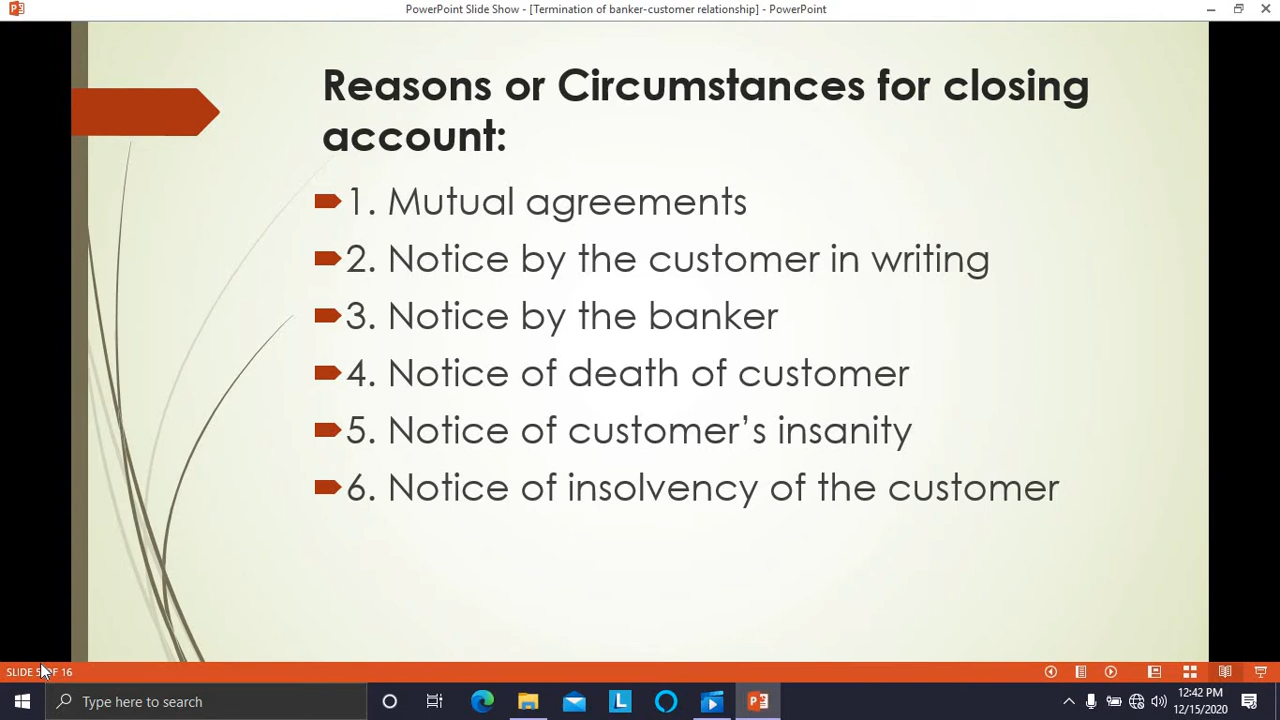 PowerPoint Slide Show - [Termination of banker-customer relationship] - PowerPoint
Reasons or Circumstances for closing
account:
1. Mutual agreements
2. Notice by the customer in writing
3. Notice by the banker
4. Notice of death of customer
5. Notice of customer’s insanity
6. Notice of insolvency of the customer
SLIDE 5 OF 16
Type here to search
L
12:42 PM
12/15/2020